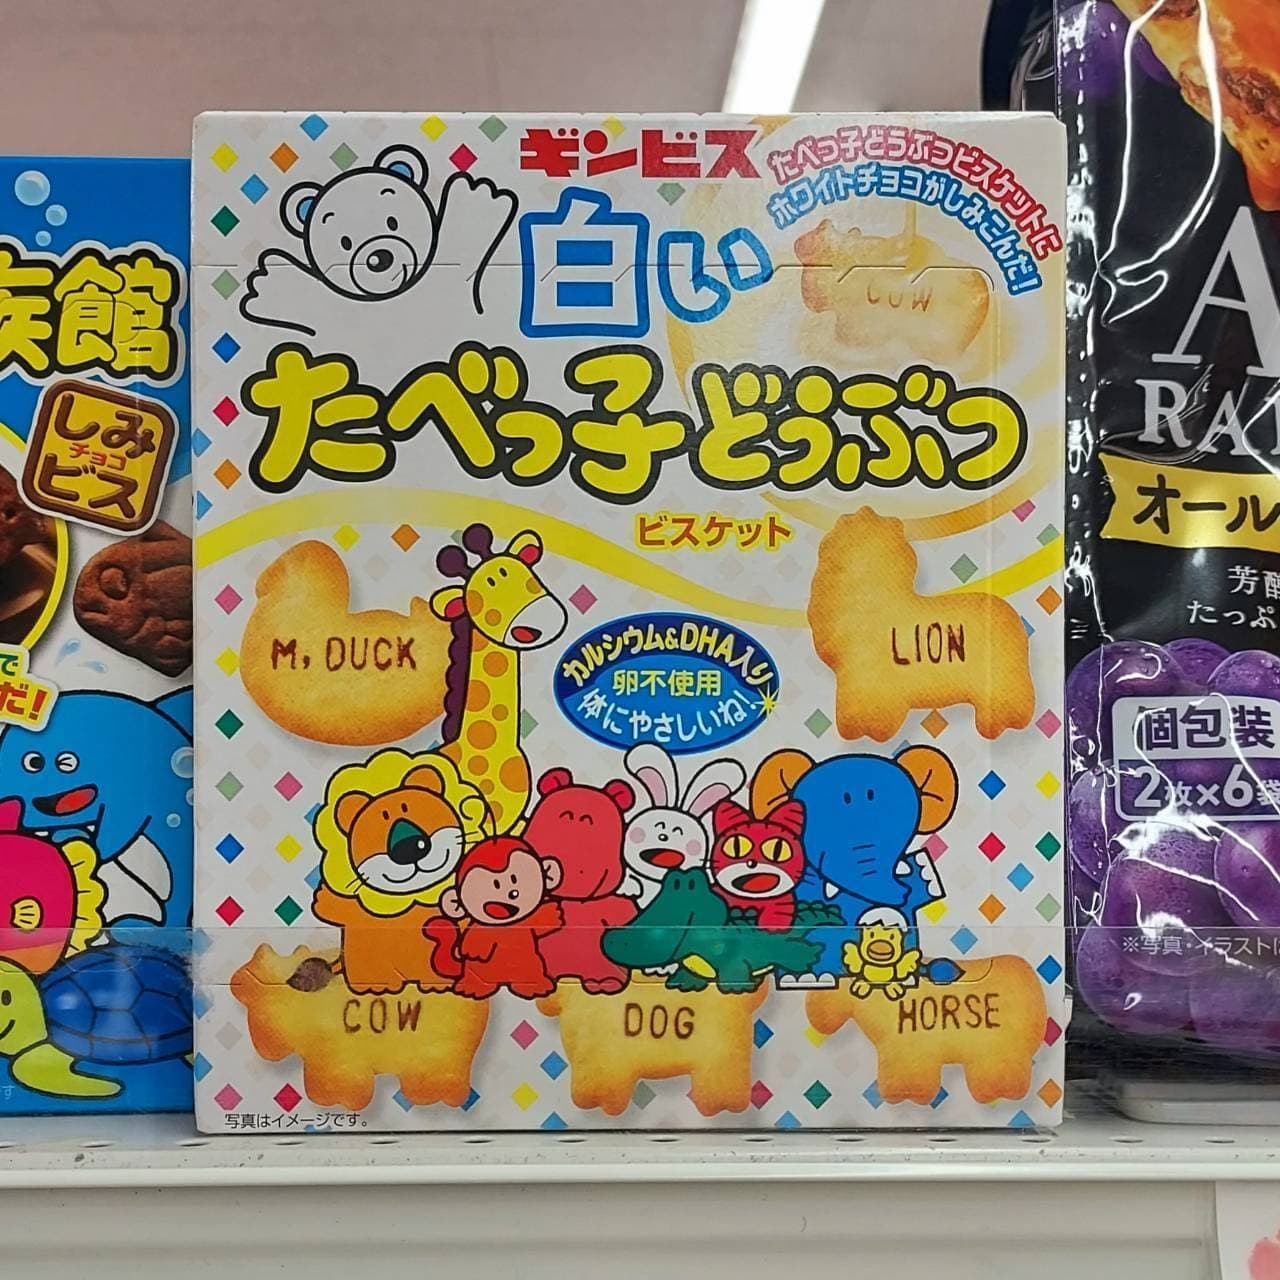 ギンビス
たべっ子どうぶつビスケットに
ホワイトチョコがしみこんだ!
白い
COW
たべっ子どうぶつ
ビスケット
M. DUCK
LION
カルシウム&DHA入り
卵不使用
体にやさしいね!
COW
DOG
HORSE
写真はイメージです。
族館
しみ
チョコ
ビス
で
だ!
A
オール
芳醇
たっぷ
個包装
2枚×6袋
※写真・イラスト